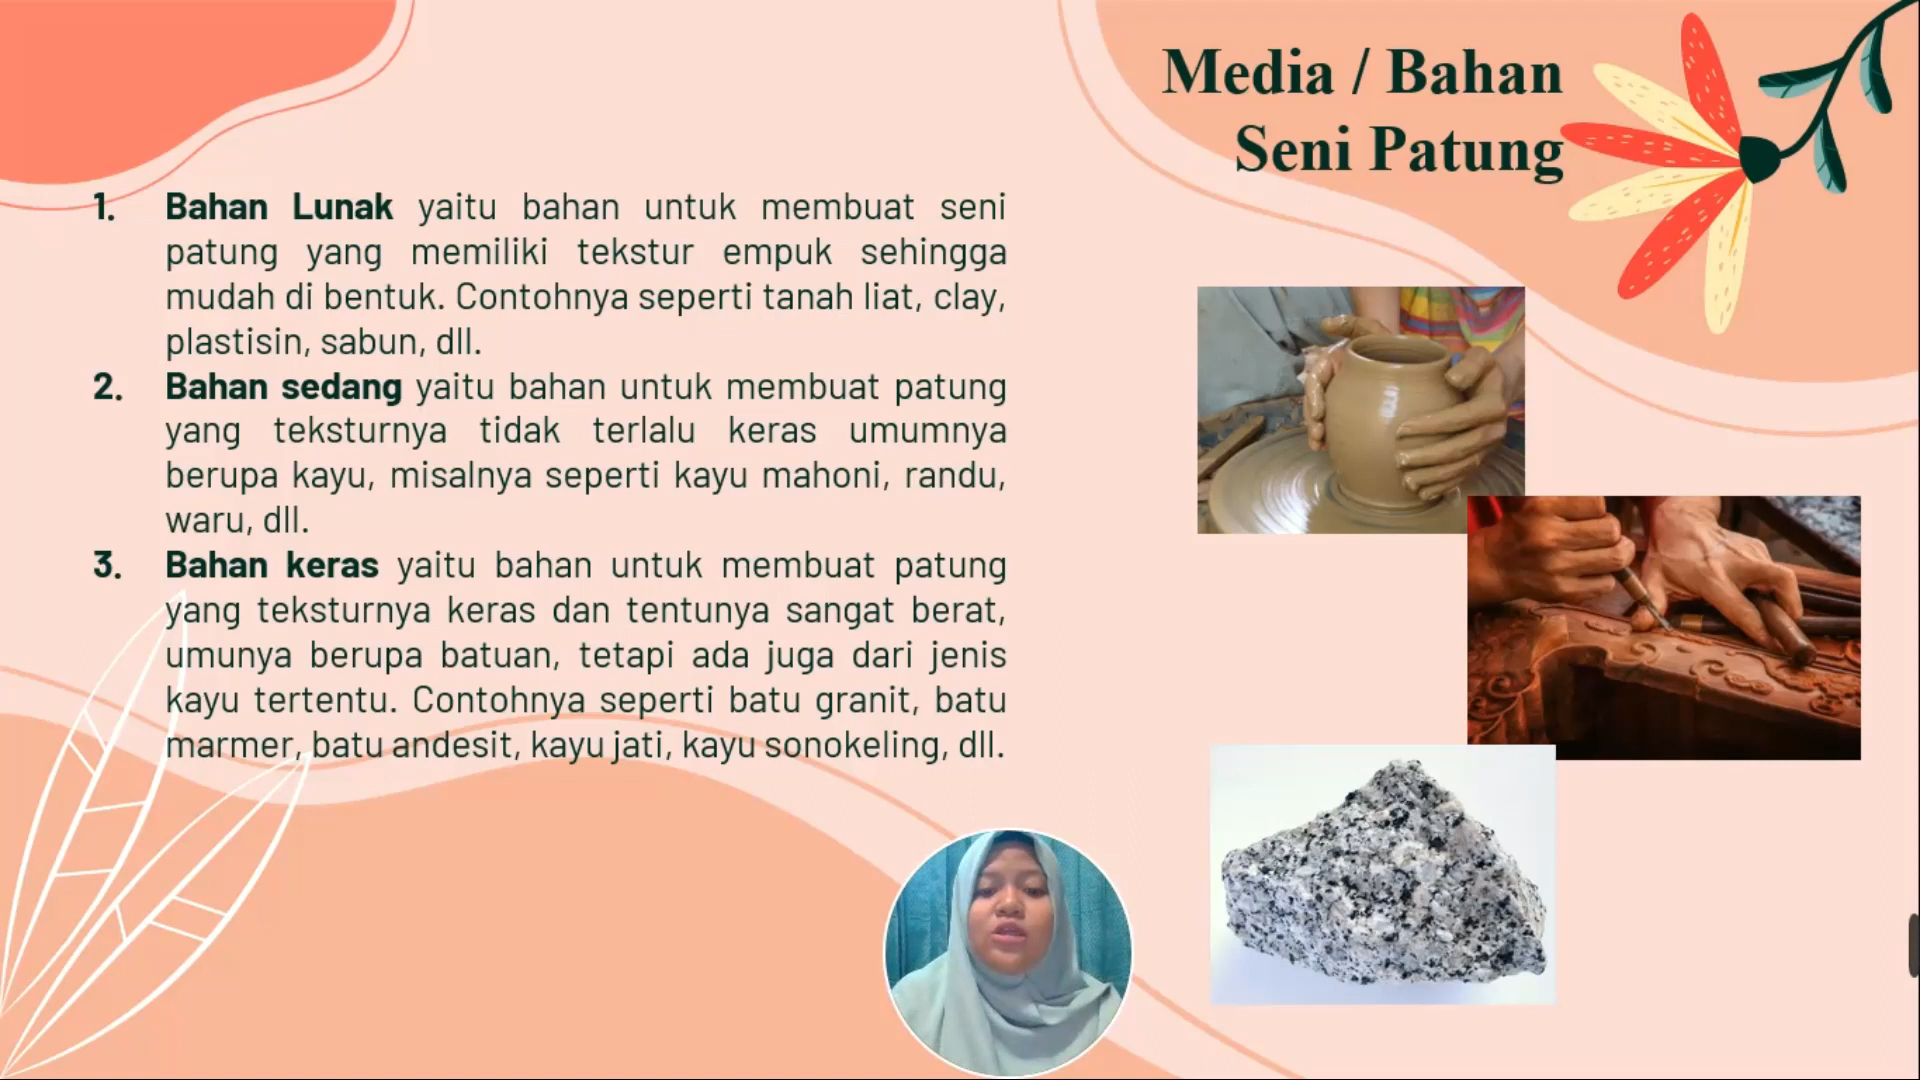 Media / Bahan
Seni Patung
1. Bahan Lunak yaitu bahan untuk membuat seni
patung yang memiliki tekstur empuk sehingga
mudah di bentuk. Contohnya seperti tanah liat, clay,
plastisin, sabun, dll.
2. Bahan sedang yaitu bahan untuk membuat patung
yang teksturnya tidak terlalu keras umumnya
berupa kayu, misalnya seperti kayu mahoni, randu,
waru, dll.
3. Bahan keras yaitu bahan untuk membuat patung
yang teksturnya keras dan tentunya sangat berat,
umunya berupa batuan, tetapi ada juga dari jenis
kayu tertentu. Contohnya seperti batu granit, batu
marmer, batu andesit, kayu jati, kayu sonokeling, dll.